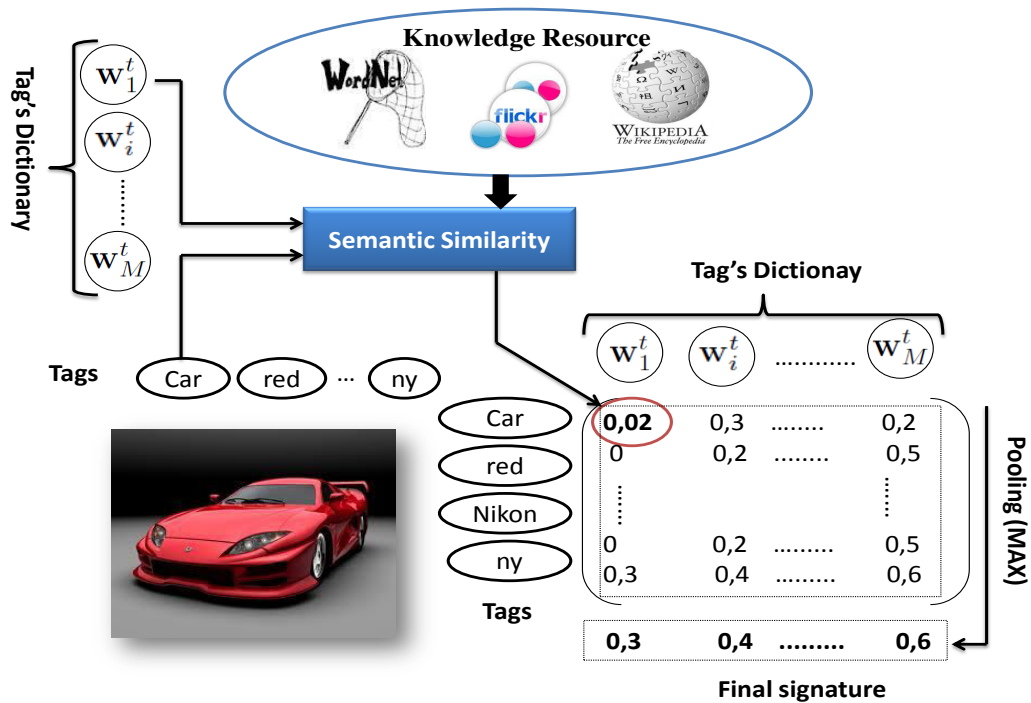 Knowledge Resource
WordNet
flickr
WIKIPEDIA
The Free Encyclopedia
Tag's Dictionary
w_1^t
w_i^t
........
w_M^t
Semantic Similarity
Tag's Dictionay
w_1^t w_i^t ............ w_M^t
Tags Car red ... ny
Car 0,02 0,3 ........ 0,2
red 0 0,2 ......... 0,5
Nikon ...... ......
ny 0 0,2 ......... 0,5
0,3 0,4 ......... 0,6
Tags
Pooling (MAX)
0,3 0,4 ......... 0,6
Final signature